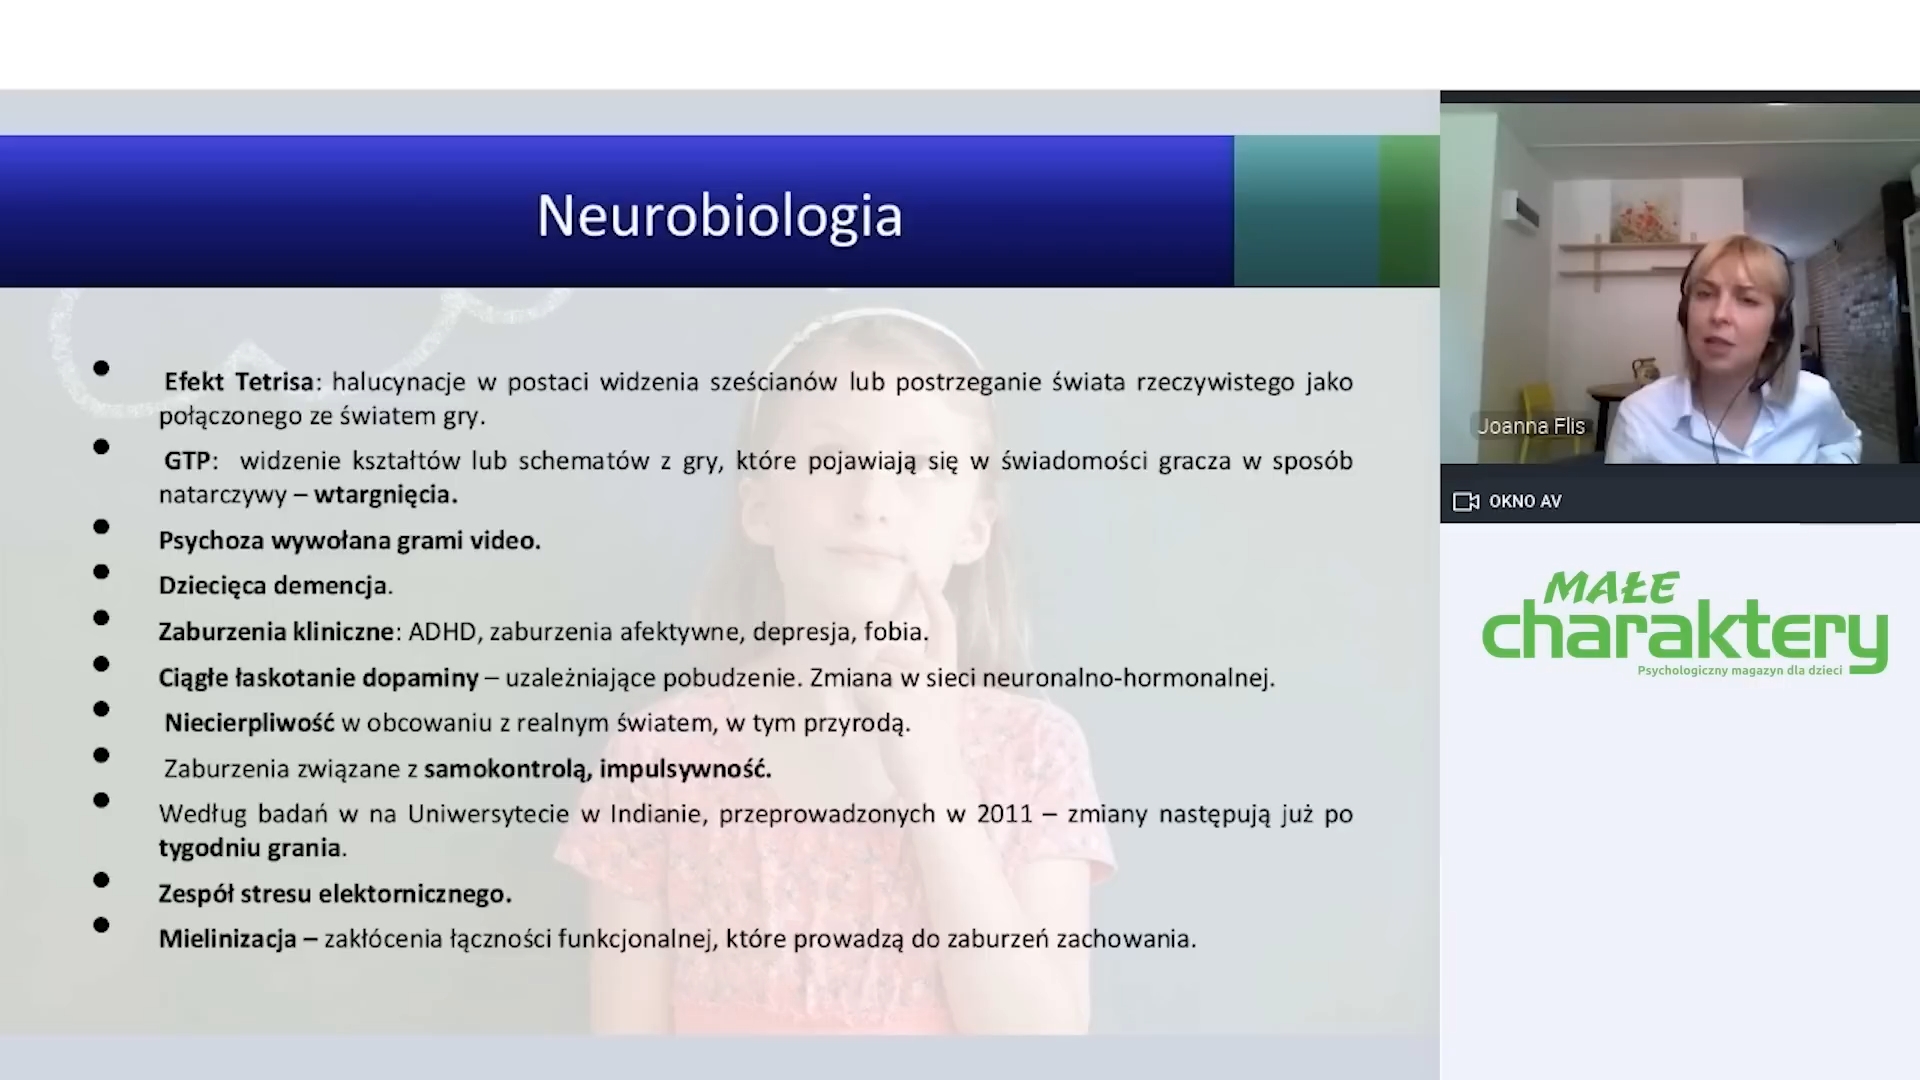 Neurobiologia
Efekt Tetrisa: halucynacje w postaci widzenia sześcianów lub postrzeganie świata rzeczywistego jako
połączonego ze światem gry.
GTP: widzenie kształtów lub schematów z gry, które pojawiają się w świadomości gracza w sposób
natarczywy – wtargnięcia.
Psychoza wywołana grami video.
Dziecięca demencja.
Zaburzenia kliniczne: ADHD, zaburzenia afektywne, depresja, fobia.
Ciągłe łaskotanie dopaminy – uzależniające pobudzenie. Zmiana w sieci neuronalno-hormonalnej.
Niecierpliwość w obcowaniu z realnym światem, w tym przyrodą.
Zaburzenia związane z samokontrolą, impulsywność.
Według badań w na Uniwersytecie w Indianie, przeprowadzonych w 2011 – zmiany następują już po
tygodniu grania.
Zespół stresu elektornicznego.
Mielinizacja – zakłócenia łączności funkcjonalnej, które prowadzą do zaburzeń zachowania.
Joanna Flis
OKNO AV
MAŁE
charaktery
Psychologiczny magazyn dla dzieci